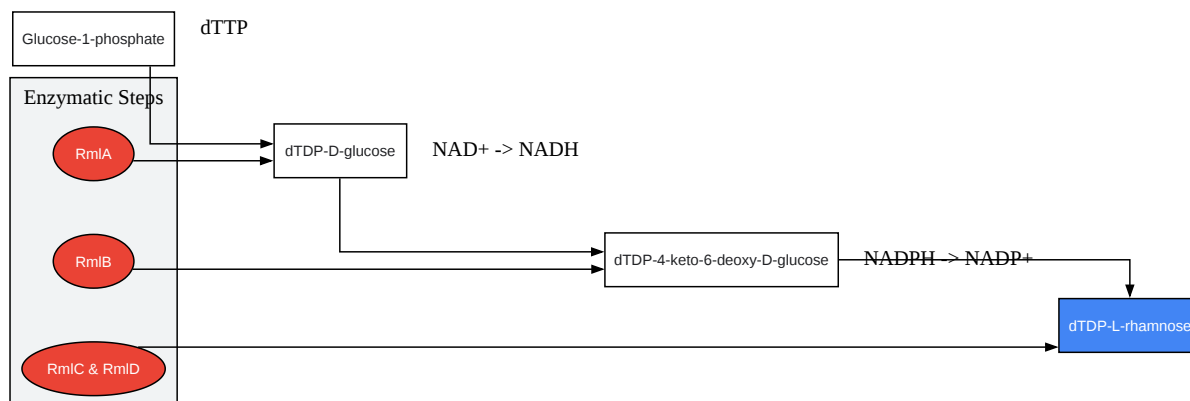 Glucose-1-phosphate
dTTP
Enzymatic Steps
RmlA
dTDP-D-glucose
NAD+ -> NADH
RmlB
dTDP-4-keto-6-deoxy-D-glucose
NADPH -> NADP+
dTDP-L-rhamnose
RmlC & RmlD